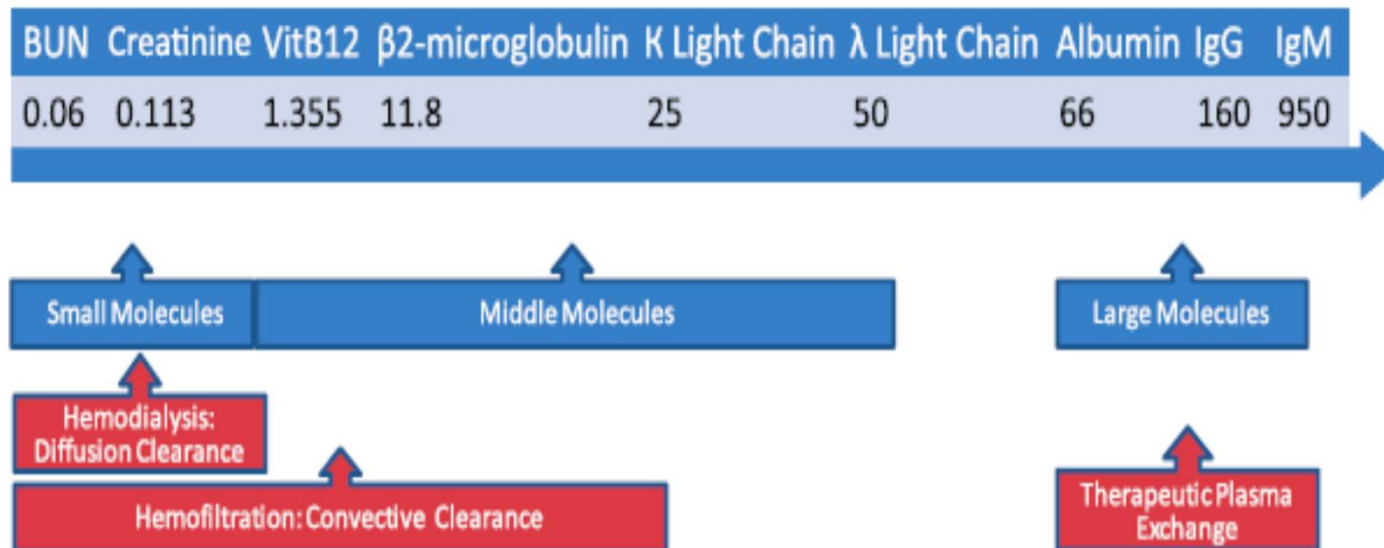 BUN Creatinine VitB12 β2-microglobulin K Light Chain λ Light Chain Albumin IgG IgM
0.06 0.113 1.355 11.8 25 50 66 160 950
Small Molecules Middle Molecules Large Molecules
Hemodialysis:
Diffusion Clearance
Hemofiltration: Convective Clearance
Therapeutic Plasma
Exchange